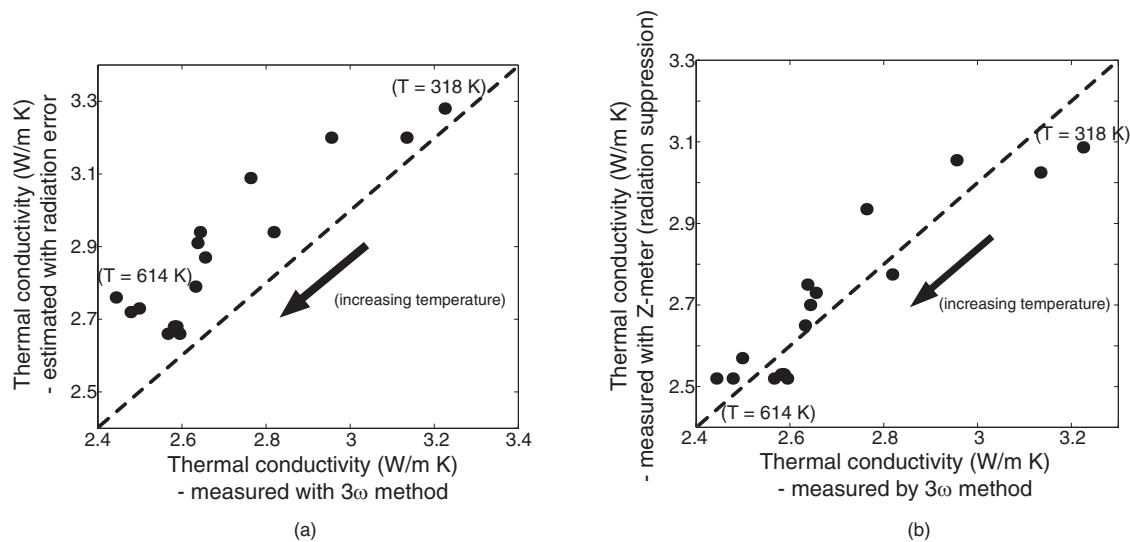 Thermal conductivity (W/m K)
- estimated with radiation error
3.3
3.1
2.9
2.7
2.5
(T = 318 K)
(T = 614 K)
(increasing temperature)
2.4
2.6
2.8
3
3.2
3.4
Thermal conductivity (W/m K)
- measured with 3ω method
(a)
Thermal conductivity (W/m K)
- measured with Z-meter (radiation suppression)
3.3
3.1
2.9
2.7
2.5
(T = 318 K)
(increasing temperature)
(T = 614 K)
2.4
2.6
2.8
3
3.2
Thermal conductivity (W/m K)
- measured by 3ω method
(b)